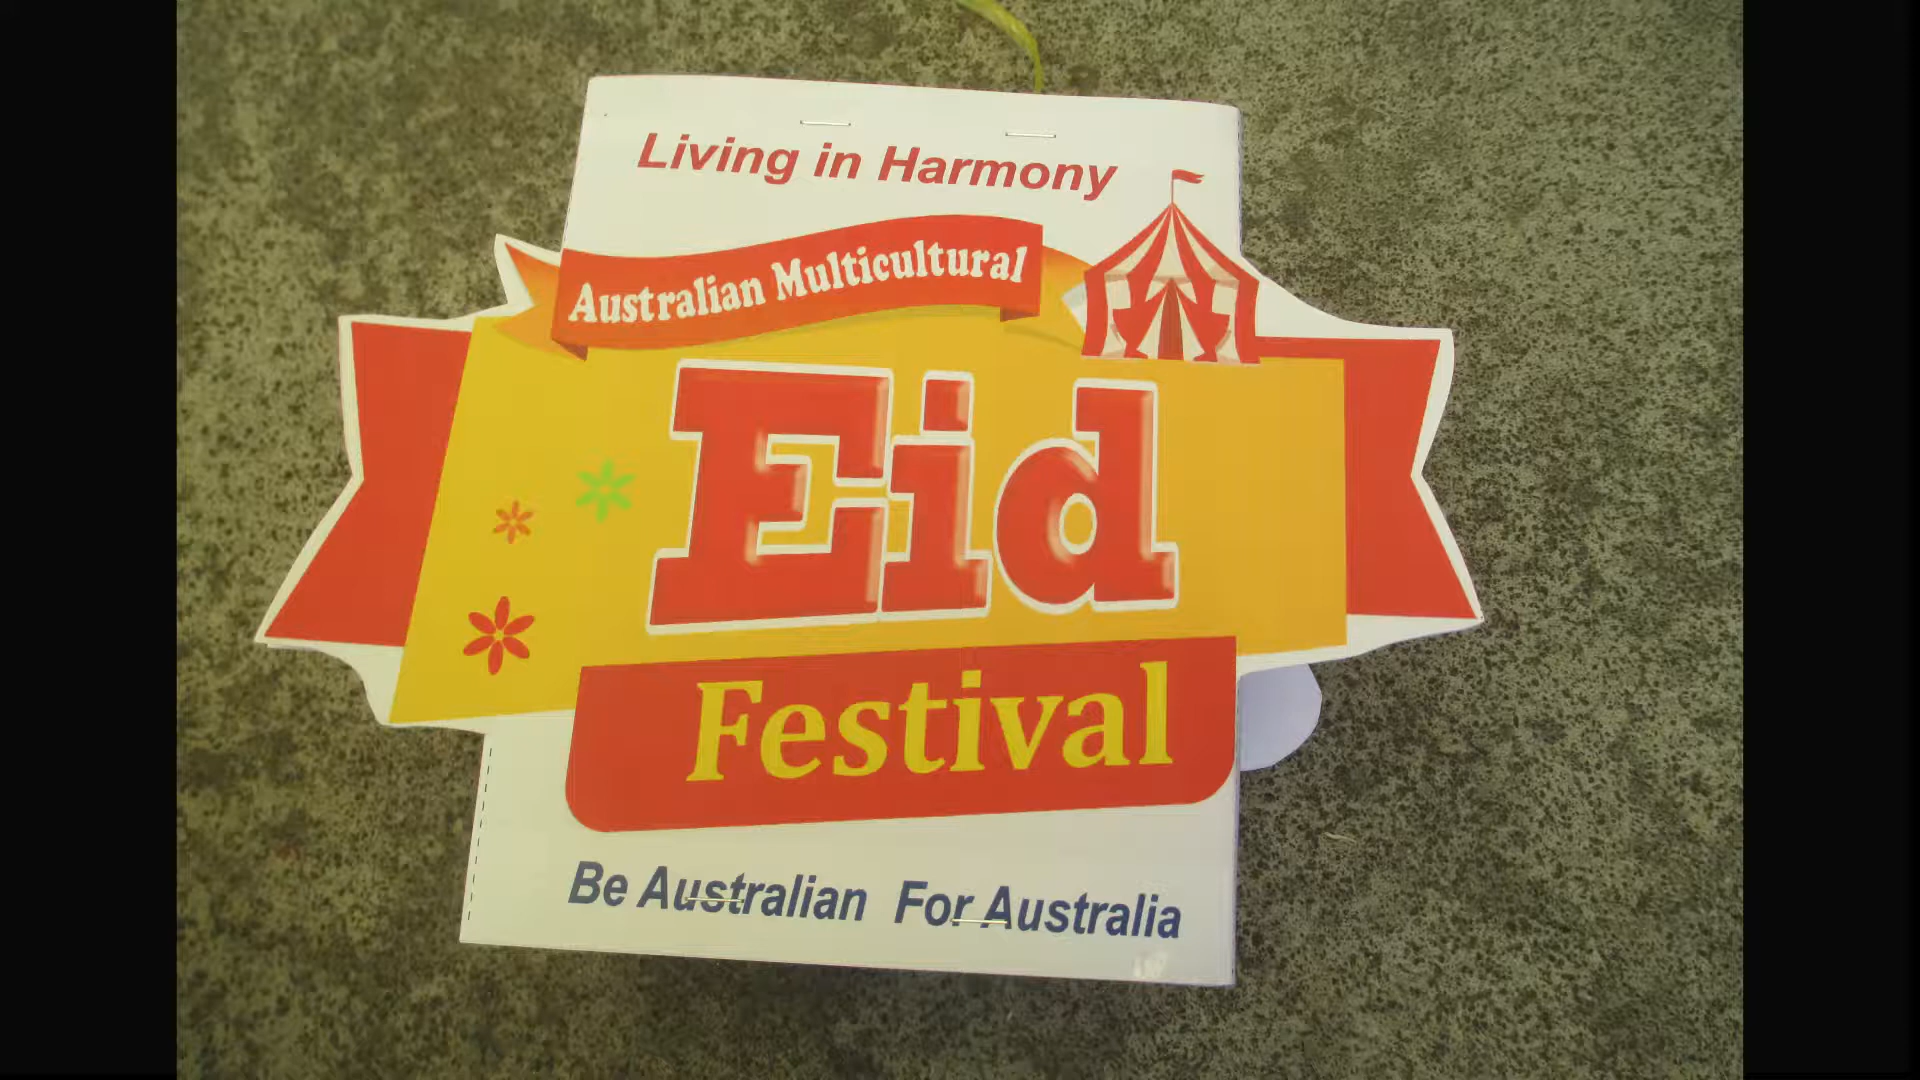 Living in Harmony
Australian Multicultural
Eid
Festival
Be Australian For Australia